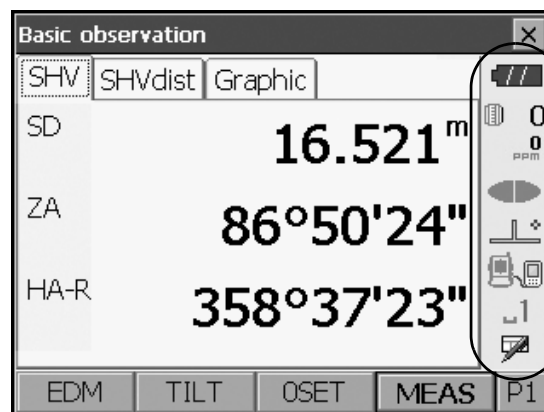 Basic observation ×
SHV SHVdist Graphic
SD 16.521 m
0
0
PPM
ZA 86°50'24"
HA-R 358°37'23"
1
EDM TILT 0SET MEAS P1